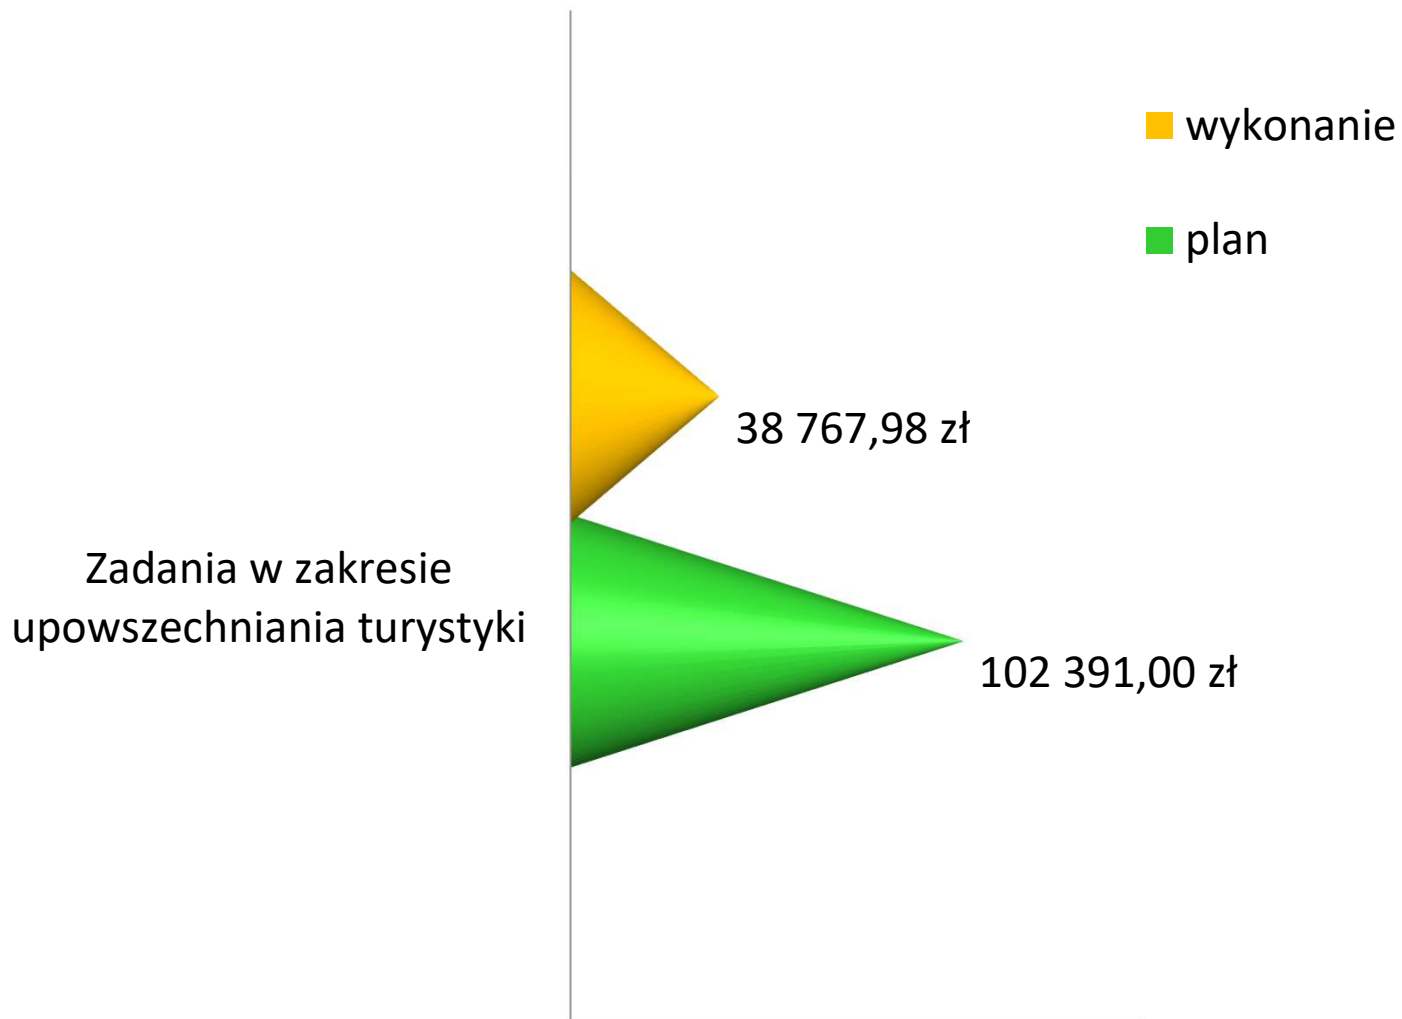 wykonanie
plan
38 767,98 zł
Zadania w zakresie
upowszechniania turystyki
102 391,00 zł